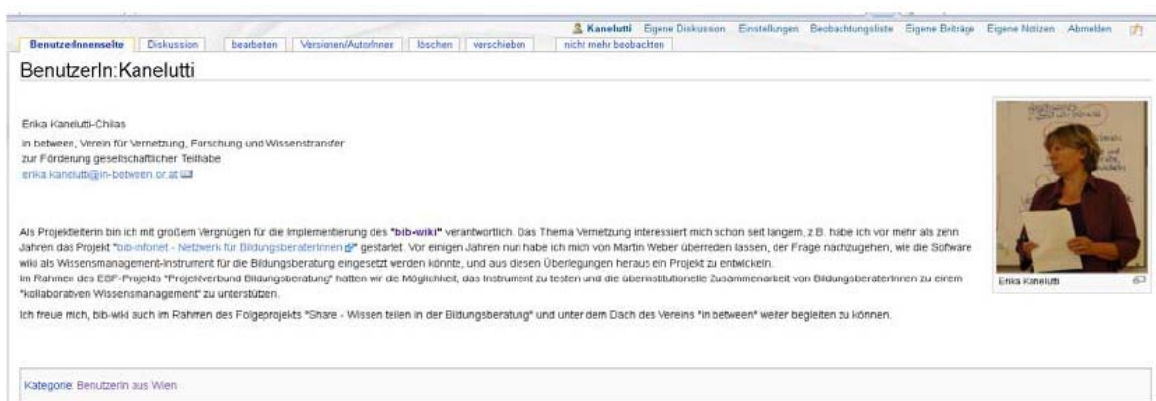 Kanelutti Eigene Diskussion Einstellungen Beobachtungsliste Eigene Beiträge Eigene Notizen Abmelden
BenutzerInnenseite Diskussion bearbeiten Versionen/AutorInnen löschen verschieben nicht mehr beobachten
BenutzerIn:Kanelutti
Erika Kanelutti-Chilas
in between, Verein für Vernetzung, Forschung und Wissenstransfer
zur Förderung gesellschaftlicher Teilhabe
erika.kanelutti@in-between.or.at
Als Projektleiterin bin ich mit großem Vergnügen für die Implementierung des "bib-wiki" verantwortlich. Das Thema Vernetzung interessiert mich schon seit langem, z.B. habe ich vor mehr als zehn
Jahren das Projekt "bib-infonet - Netzwerk für BildungsberaterInnen" gestartet. Vor einigen Jahren nun habe ich mich von Martin Weber überreden lassen, der Frage nachzugehen, wie die Software
wiki als Wissensmanagement-Instrument für die Bildungsberatung eingesetzt werden könnte, und aus diesen Überlegungen heraus ein Projekt zu entwickeln.
Im Rahmen des ESF-Projekts "Projektverbund Bildungsberatung" hatten wir die Möglichkeit, das Instrument zu testen und die überinstitutionelle Zusammenarbeit von BildungsberaterInnen zu einem
"kollaborativen Wissensmanagement" zu unterstützen.
Ich freue mich, bib-wiki auch im Rahmen des Folgeprojekts "Share - Wissen teilen in der Bildungsberatung" und unter dem Dach des Vereins "in between" weiter begleiten zu können.
Erika Kanelutti
Kategorie: BenutzerIn aus Wien